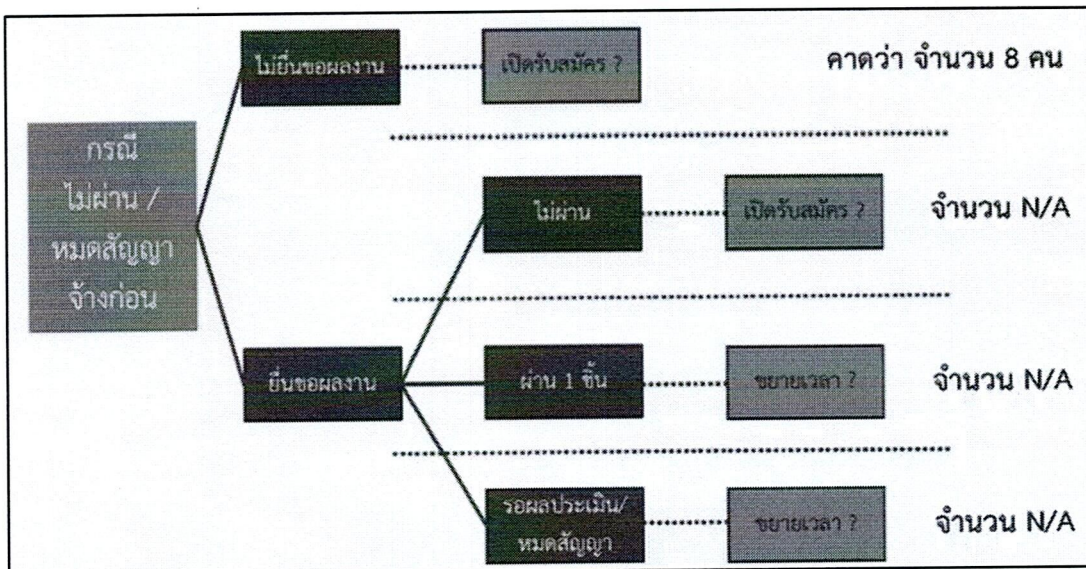 ไม่ยื่นขอผลงาน เปิดรับสมัคร ? คาดว่า จำนวน 8 คน
กรณี
ไม่ผ่าน /
หมดสัญญา
จ้างก่อน
ไม่ผ่าน เปิดรับสมัคร ? จำนวน N/A
ยื่นขอผลงาน ผ่าน 1 ชิ้น ขยายเวลา ? จำนวน N/A
รอผลประเมิน/
หมดสัญญา
ขยายเวลา ? จำนวน N/A